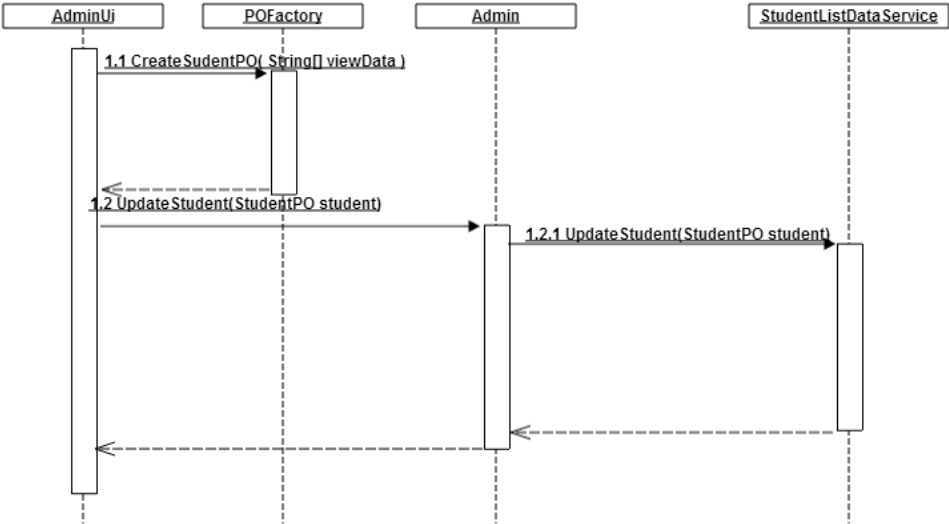 AdminUi
POFactory
Admin
StudentListDataService
1.1 CreateSudentPO( String[] viewData )
1.2 UpdateStudent(StudentPO student)
1.2.1 UpdateStudent(StudentPO student)